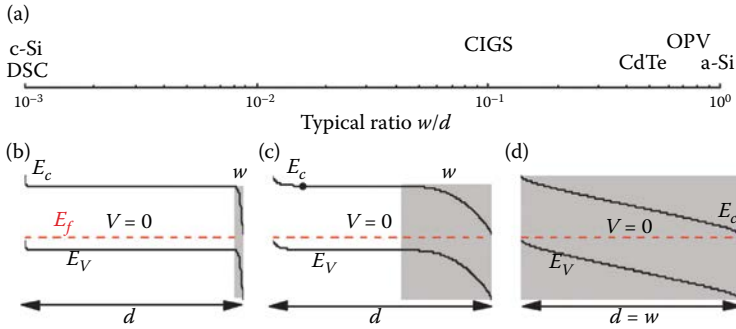 (a)
c-Si
DSC
CIGS
OPV
CdTe
a-Si
10⁻³
10⁻²
10⁻¹
10⁰
Typical ratio w/d
(b)
(c)
(d)
E_c
w
E_c
w
E_c
E_f
V = 0
V = 0
V = 0
E_V
E_V
E_V
d
d
d = w